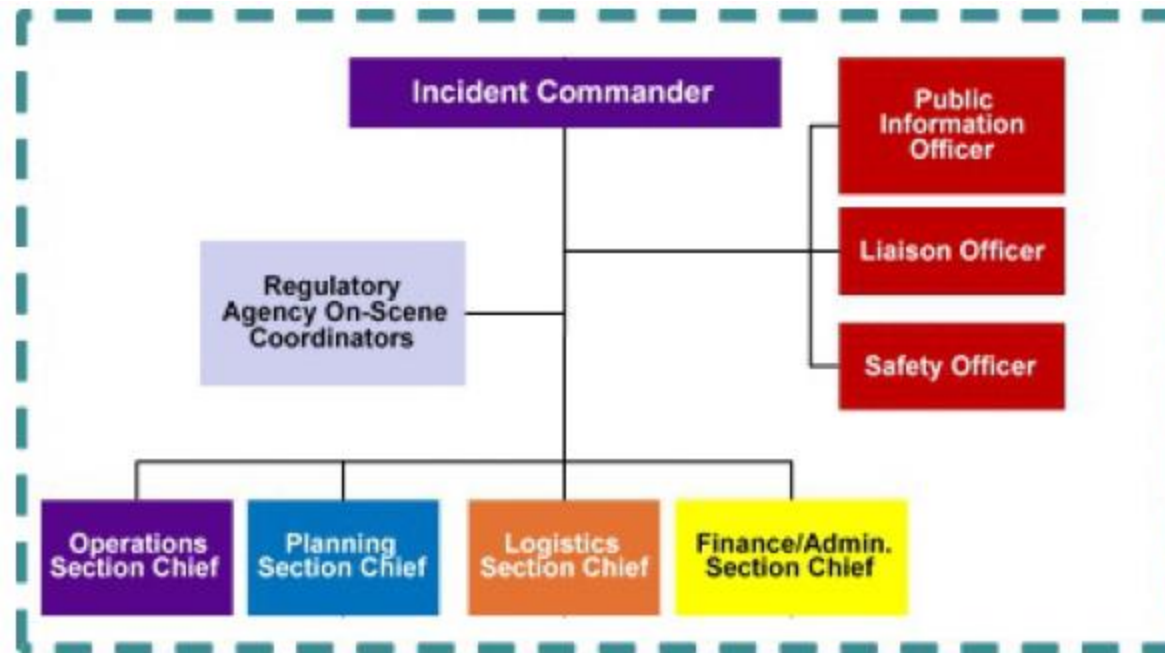 Incident Commander
Public
Information
Officer
Liaison Officer
Regulatory
Agency On-Scene
Coordinators
Safety Officer
Operations
Section Chief
Planning
Section Chief
Logistics
Section Chief
Finance/Admin.
Section Chief